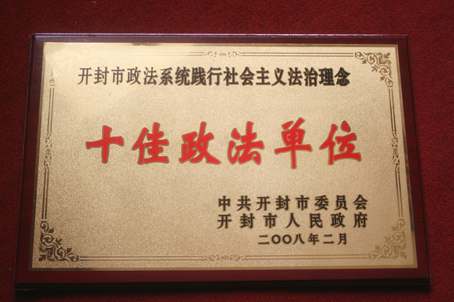 开封市政法系统践行社会主义法治理念
十佳政法单位
中共开封市委员会
开封市人民政府
二〇〇八年二月